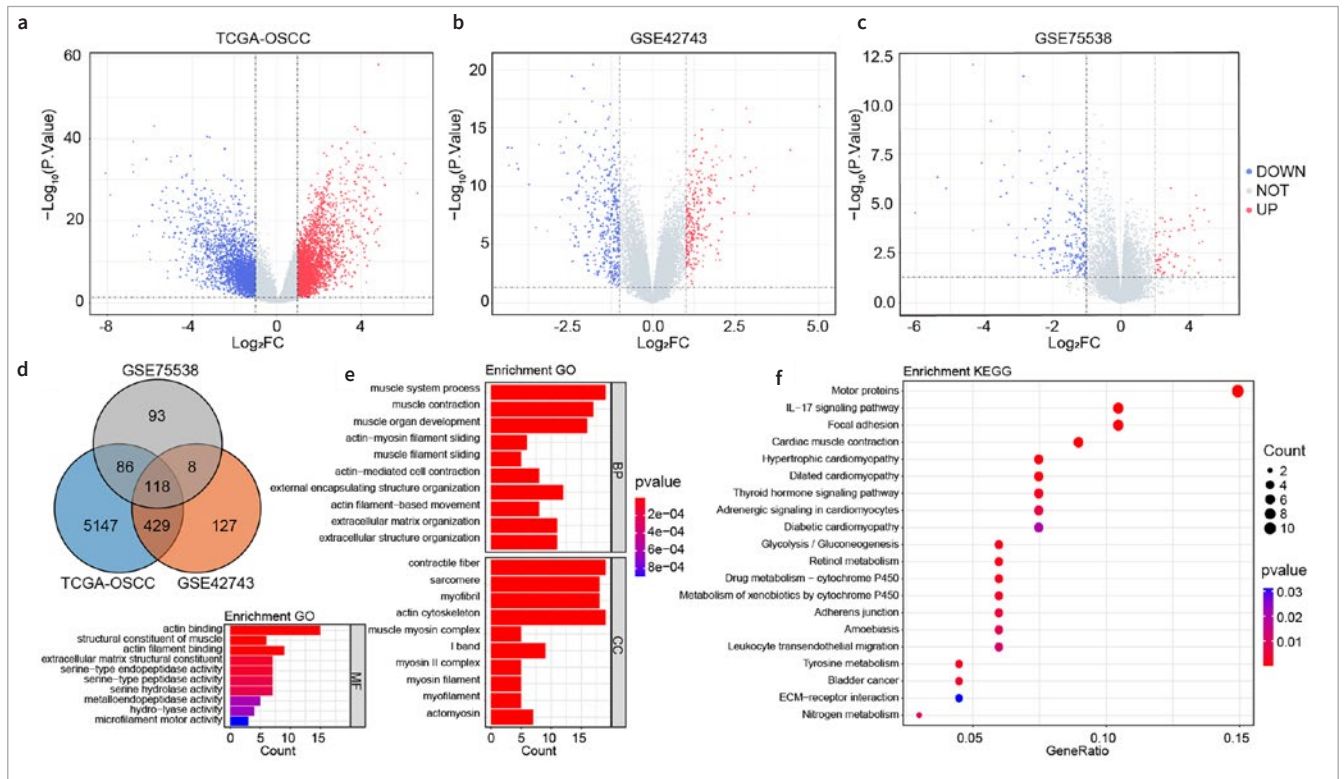 a
TCGA-OSCC
60
40
20
0
-8
-4
0
4
−Log10(P.Value)
Log₂FC
b
GSE42743
20
15
10
5
0
-2.5
0.0
2.5
5.0
−Log10(P.Value)
Log₂FC
c
GSE75538
12.5
10.0
7.5
5.0
2.5
0.0
-6
-4
-2
0
2
4
−Log10(P.Value)
Log₂FC
DOWN
NOT
UP
d
GSE75538
93
86
8
118
5147
429
127
TCGA-OSCC
GSE42743
Enrichment GO
actin binding
structural constituent of muscle
actin filament binding
extracellular matrix structural constituent
serine−type endopeptidase activity
serine−type peptidase activity
serine hydrolase activity
metalloendopeptidase activity
hydro−lyase activity
microfilament motor activity
MF
0 5 10 15
Count
e
Enrichment GO
muscle system process
muscle contraction
muscle organ development
actin−myosin filament sliding
muscle filament sliding
actin−mediated cell contraction
external encapsulating structure organization
actin filament−based movement
extracellular matrix organization
extracellular structure organization
BP
contractile fiber
sarcomere
myofibril
actin cytoskeleton
muscle myosin complex
I band
myosin II complex
myosin filament
myofilament
actomyosin
CC
0 5 10 15
Count
pvalue
2e−04
4e−04
6e−04
8e−04
f
Enrichment KEGG
Motor proteins
IL−17 signaling pathway
Focal adhesion
Cardiac muscle contraction
Hypertrophic cardiomyopathy
Dilated cardiomyopathy
Thyroid hormone signaling pathway
Adrenergic signaling in cardiomyocytes
Diabetic cardiomyopathy
Glycolysis / Gluconeogenesis
Retinol metabolism
Drug metabolism − cytochrome P450
Metabolism of xenobiotics by cytochrome P450
Adherens junction
Amoebiasis
Leukocyte transendothelial migration
Tyrosine metabolism
Bladder cancer
ECM−receptor interaction
Nitrogen metabolism
0.05
0.10
0.15
GeneRatio
Count
2
4
6
8
10
pvalue
0.03
0.02
0.01